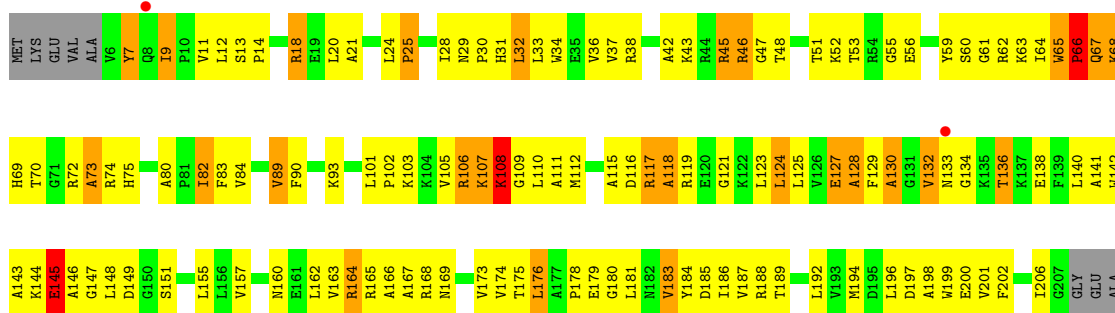 MET LYS GLU VAL ALA V6 Y7 Q8 I9 P10 V11 L12 S13 P14 R18 E19 L20 A21 L24 P25 I28 N29 P30 H31 L32 L33 W34 E35 V36 V37 R38 A42 K43 R44 R45 R46 G47 T48 T51 K52 T53 R54 G55 E56 Y59 S60 G61 R62 K63 I64 W65 P66 Q67 K68
H69 T70 G71 R72 A73 R74 H75 A80 P81 I82 F83 V84 V89 F90 K93 L101 P102 K103 K104 V105 R106 K107 K108 G109 L110 A111 M112 A115 D116 R117 A118 R119 E120 G121 K122 L123 L124 L125 V126 E127 A128 F129 A130 G131 V132 N133 G134 K135 T136 K137 E138 F139 L140 A141 W142
A143 K144 E145 A146 G147 L148 D149 G150 S151 L155 L156 V157 N160 E161 L162 V163 R164 R165 A166 A167 R168 N169 V173 V174 T175 L176 A177 P178 E179 G180 L181 N182 V183 Y184 D185 I186 V187 R188 T189 L192 V193 M194 D195 L196 D197 A198 W199 E200 V201 F202 I206 G207 GLY GLU ALA